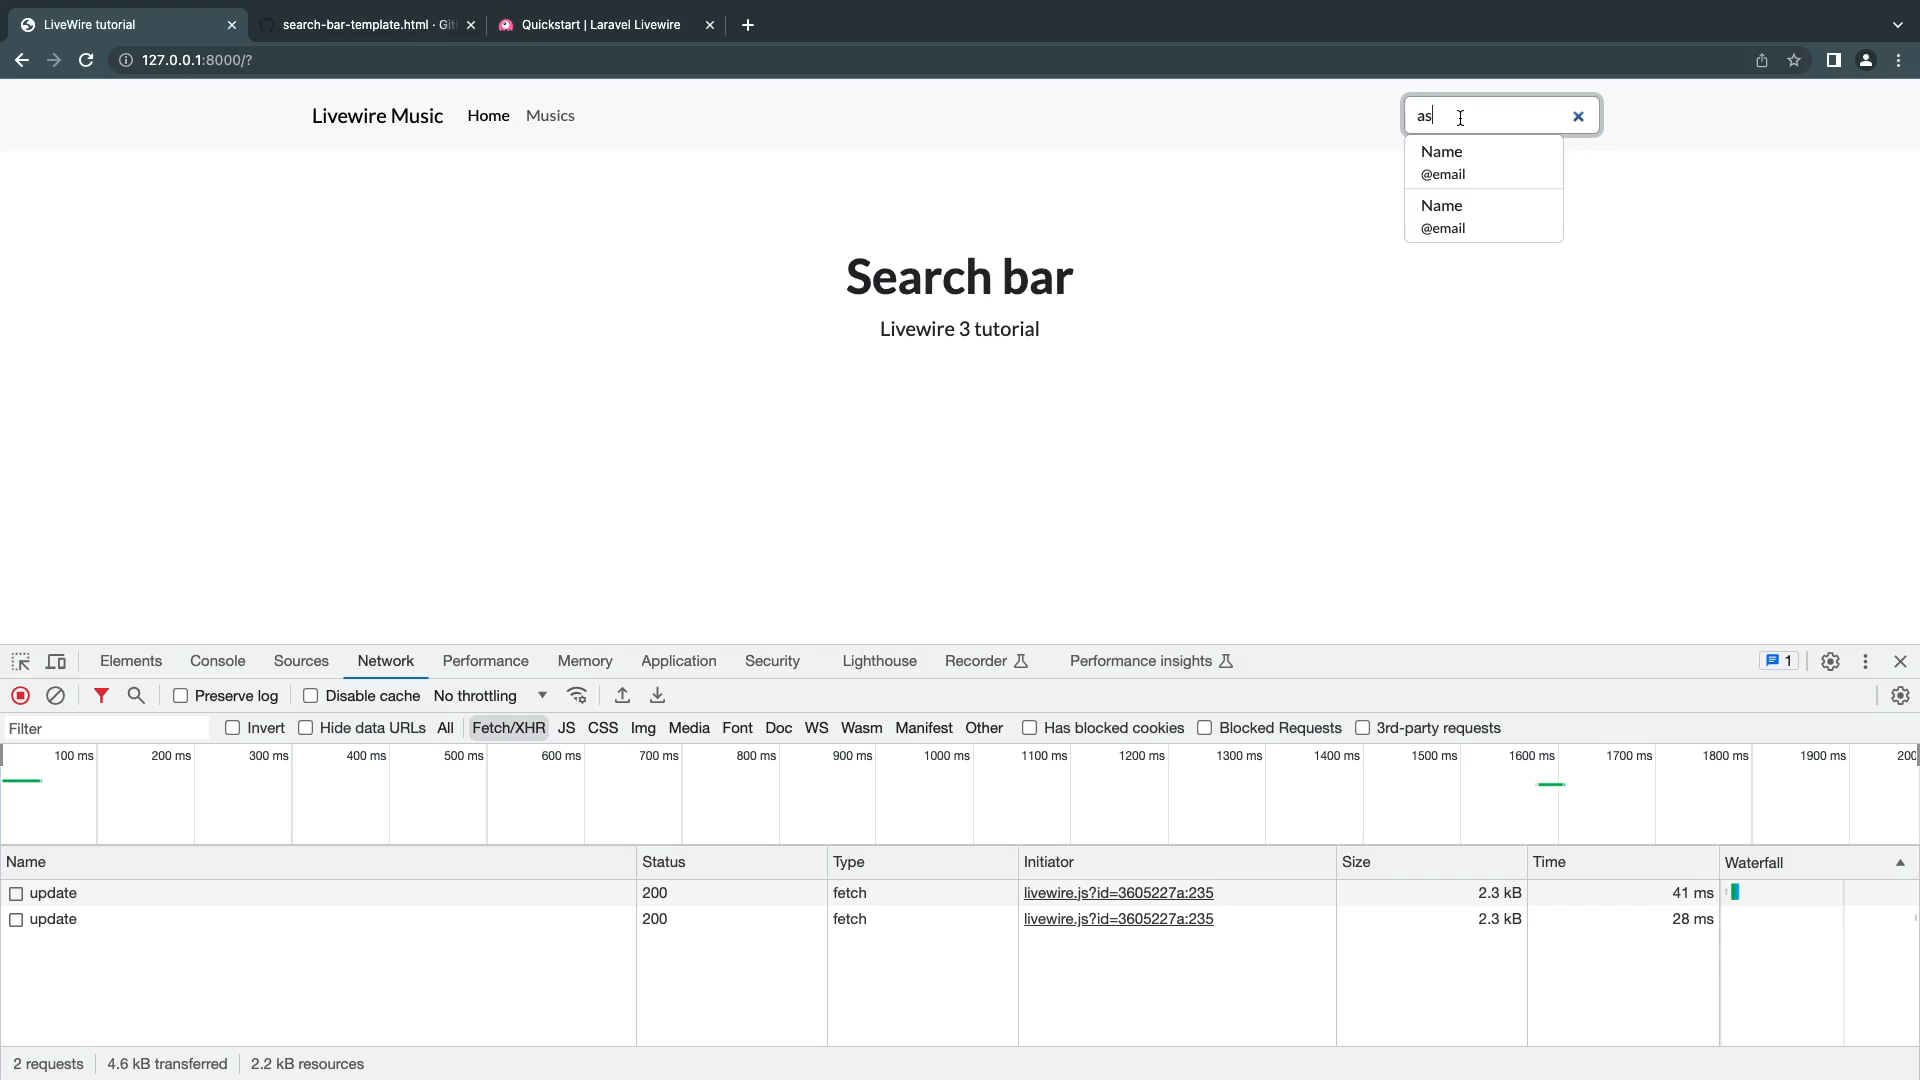 LiveWire tutorial
search-bar-template.html · Git
Quickstart | Laravel Livewire
127.0.0.1:8000/?
Livewire Music Home Musics
as
Name
@email
Name
@email
Search bar
Livewire 3 tutorial
Elements Console Sources Network Performance Memory Application Security Lighthouse Recorder Performance insights 1
Preserve log Disable cache No throttling
Filter Invert Hide data URLs All Fetch/XHR JS CSS Img Media Font Doc WS Wasm Manifest Other Has blocked cookies Blocked Requests 3rd-party requests
100 ms 200 ms 300 ms 400 ms 500 ms 600 ms 700 ms 800 ms 900 ms 1000 ms 1100 ms 1200 ms 1300 ms 1400 ms 1500 ms 1600 ms 1700 ms 1800 ms 1900 ms 200
Name Status Type Initiator Size Time Waterfall
update 200 fetch livewire.js?id=3605227a:235 2.3 kB 41 ms
update 200 fetch livewire.js?id=3605227a:235 2.3 kB 28 ms
2 requests 4.6 kB transferred 2.2 kB resources